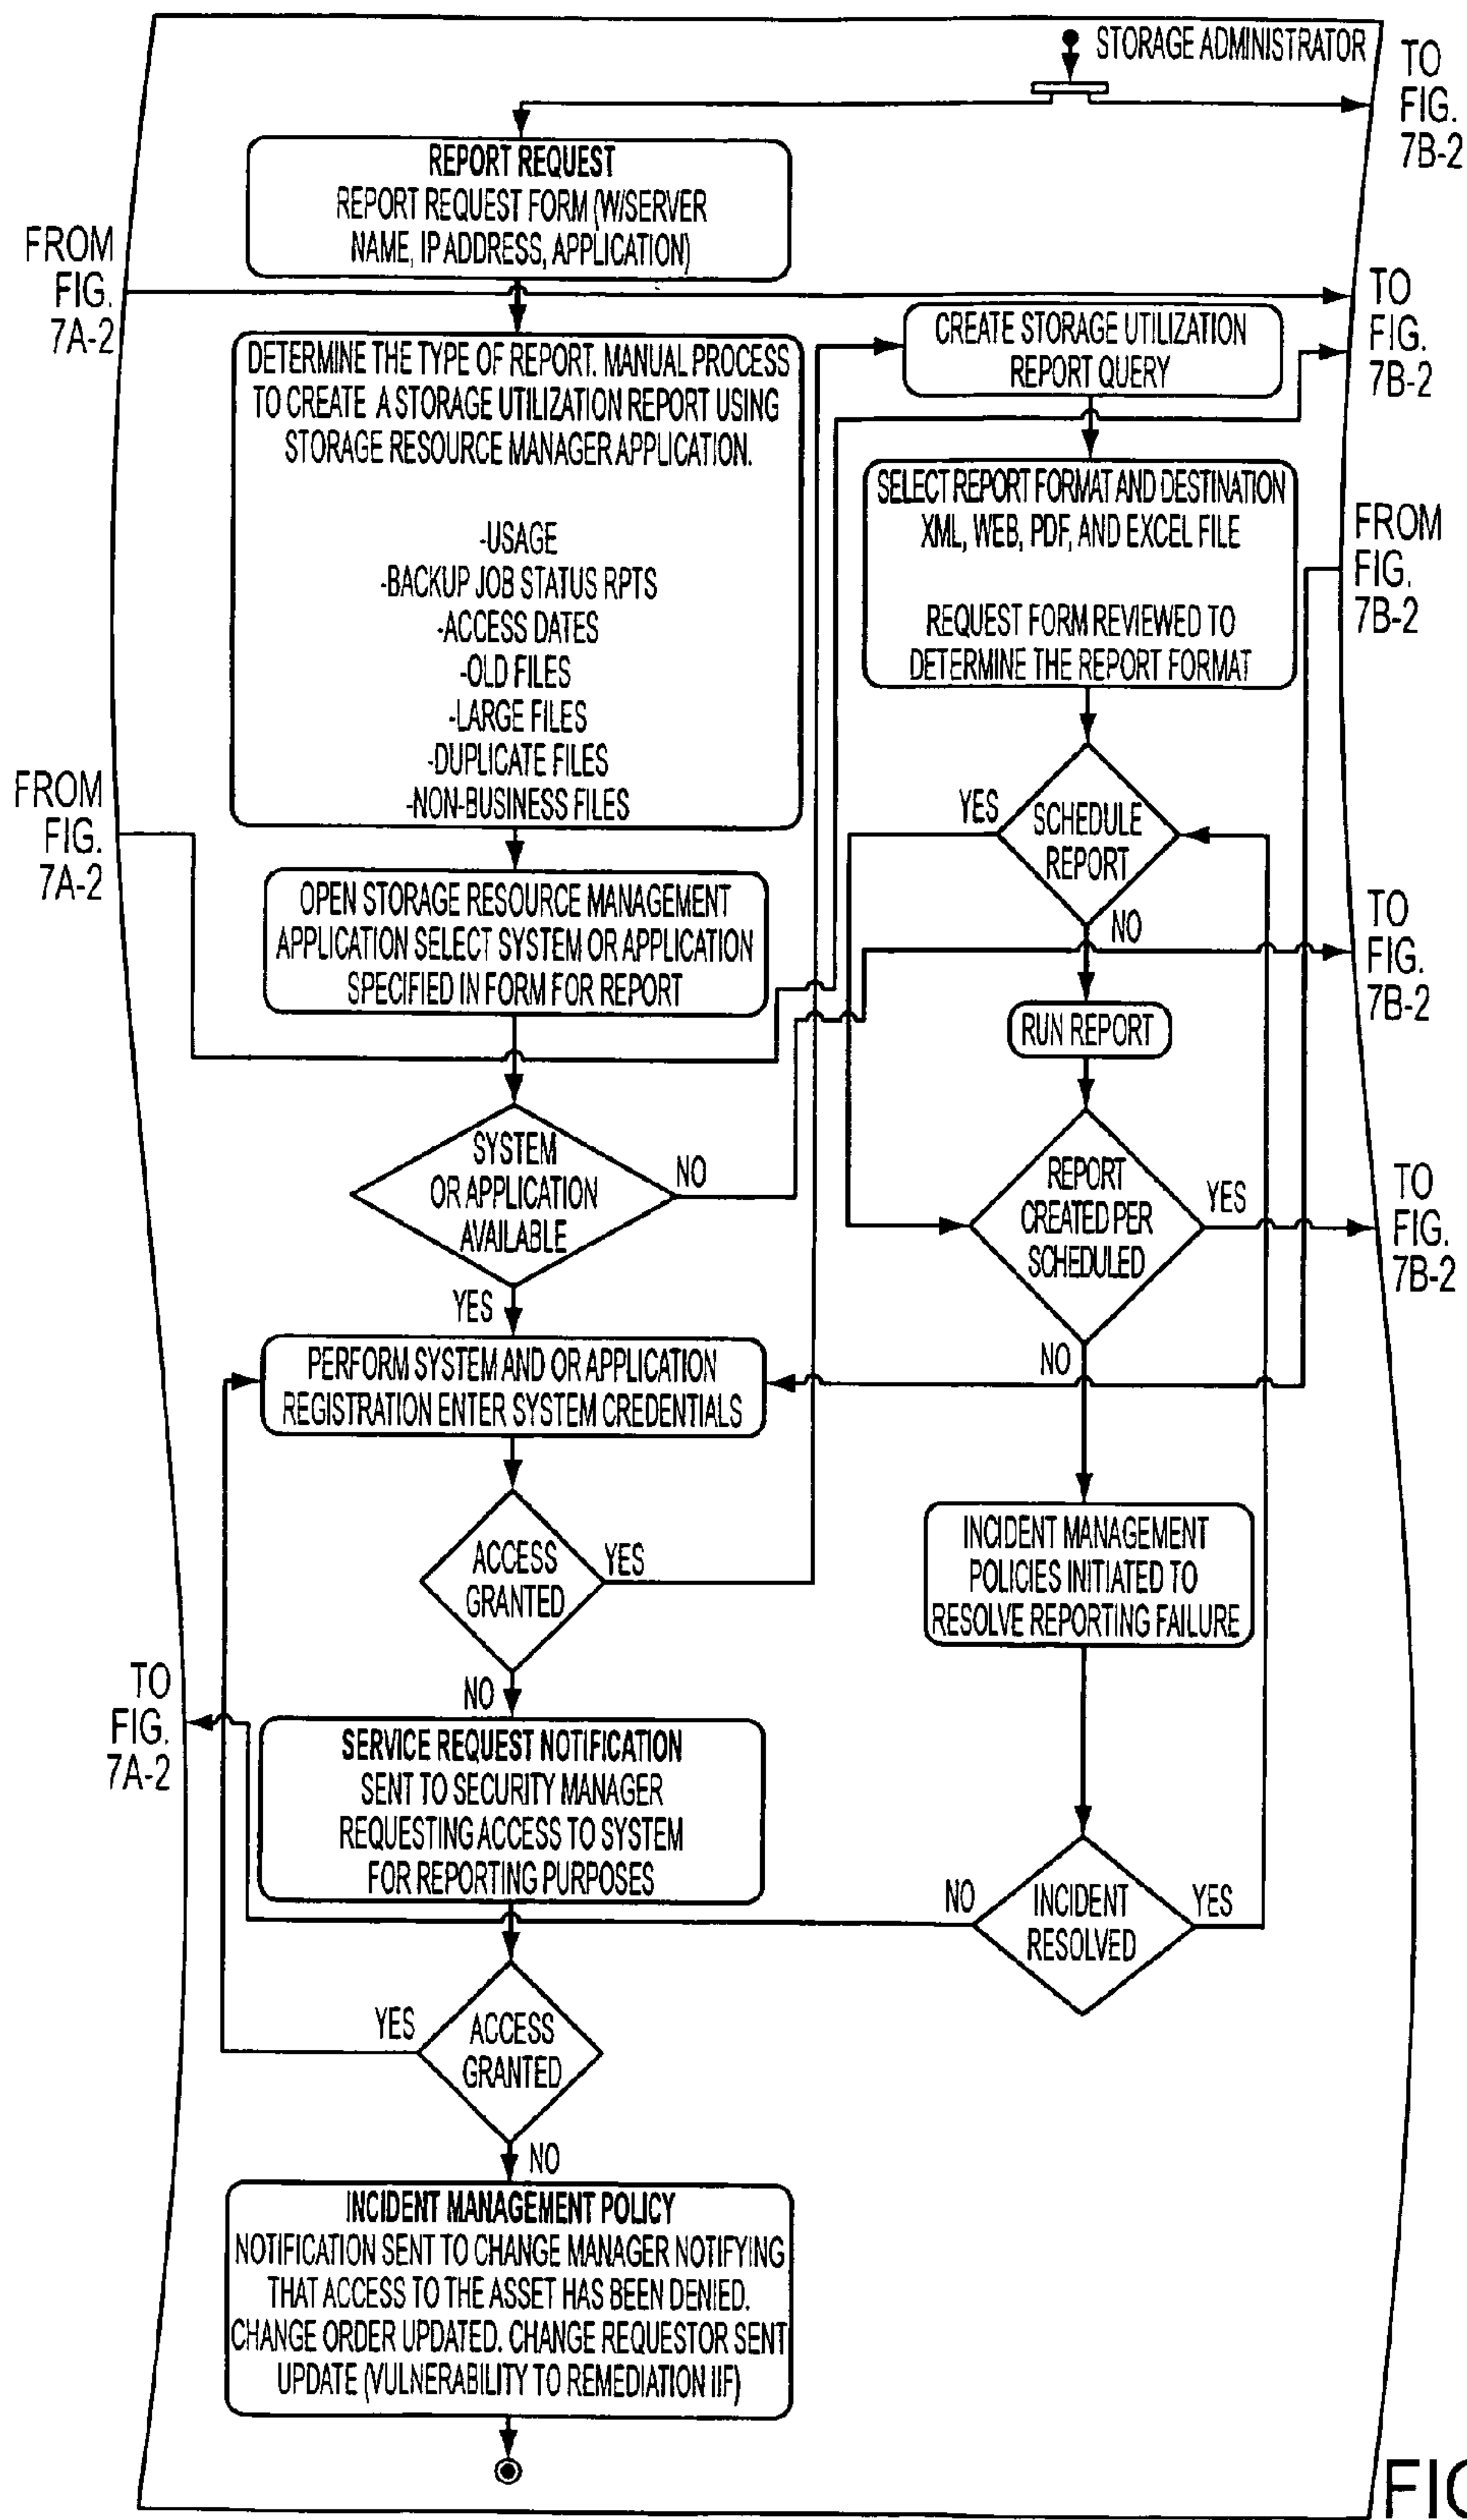 STORAGE ADMINISTRATOR
TO
FIG.
7B-2
REPORT REQUEST
REPORT REQUEST FORM (W/SERVER
NAME, IP ADDRESS, APPLICATION)
FROM
FIG.
7A-2
TO
FIG.
7B-2
DETERMINE THE TYPE OF REPORT. MANUAL PROCESS
TO CREATE A STORAGE UTILIZATION REPORT USING
STORAGE RESOURCE MANAGER APPLICATION.
-USAGE
-BACKUP JOB STATUS RPTS
-ACCESS DATES
-OLD FILES
-LARGE FILES
-DUPLICATE FILES
-NON-BUSINESS FILES
CREATE STORAGE UTILIZATION
REPORT QUERY
SELECT REPORT FORMAT AND DESTINATION
XML, WEB, PDF, AND EXCEL FILE
REQUEST FORM REVIEWED TO
DETERMINE THE REPORT FORMAT
FROM
FIG.
7B-2
FROM
FIG.
7A-2
YES
SCHEDULE
REPORT
NO
OPEN STORAGE RESOURCE MANAGEMENT
APPLICATION SELECT SYSTEM OR APPLICATION
SPECIFIED IN FORM FOR REPORT
TO
FIG.
7B-2
RUN REPORT
SYSTEM
OR APPLICATION
AVAILABLE
NO
YES
REPORT
CREATED PER
SCHEDULED
YES
NO
TO
FIG.
7B-2
PERFORM SYSTEM AND OR APPLICATION
REGISTRATION ENTER SYSTEM CREDENTIALS
ACCESS
GRANTED
YES
NO
INCIDENT MANAGEMENT
POLICIES INITIATED TO
RESOLVE REPORTING FAILURE
TO
FIG.
7A-2
SERVICE REQUEST NOTIFICATION
SENT TO SECURITY MANAGER
REQUESTING ACCESS TO SYSTEM
FOR REPORTING PURPOSES
NO
INCIDENT
RESOLVED
YES
YES
ACCESS
GRANTED
NO
INCIDENT MANAGEMENT POLICY
NOTIFICATION SENT TO CHANGE MANAGER NOTIFYING
THAT ACCESS TO THE ASSET HAS BEEN DENIED.
CHANGE ORDER UPDATED. CHANGE REQUESTOR SENT
UPDATE (VULNERABILITY TO REMEDIATION IIF)